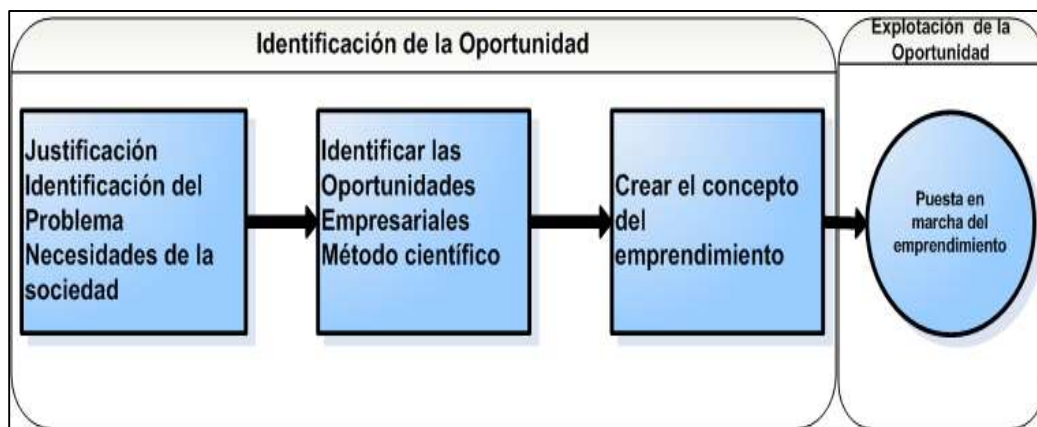 Identificación de la Oportunidad
Explotación de la
Oportunidad
Justificación
Identificación del
Problema
Necesidades de la
sociedad
Identificar las
Oportunidades
Empresariales
Método científico
Crear el concepto
del
emprendimiento
Puesta en
marcha del
emprendimiento